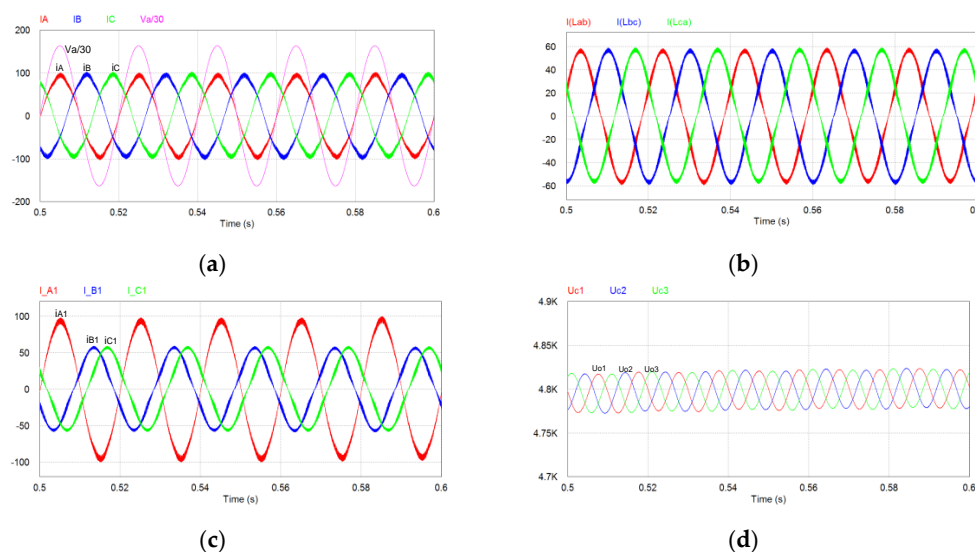 IA IB IC Va/30
200
Va/30
iA iB iC
100
0
-100
-200
0.5 0.52 0.54 0.56 0.58 0.6
Time (s)
(a)
I(Lab) I(Lbc) I(Lca)
60
40
20
0
-20
-40
-60
0.5 0.52 0.54 0.56 0.58 0.6
Time (s)
(b)
I_A1 I_B1 I_C1
iA1
100
iB1 iC1
50
0
-50
-100
0.5 0.52 0.54 0.56 0.58 0.6
Time (s)
(c)
Uc1 Uc2 Uc3
4.9K
4.85K
Uo1 Uo2 Uo3
4.8K
4.75K
4.7K
0.5 0.52 0.54 0.56 0.58 0.6
Time (s)
(d)